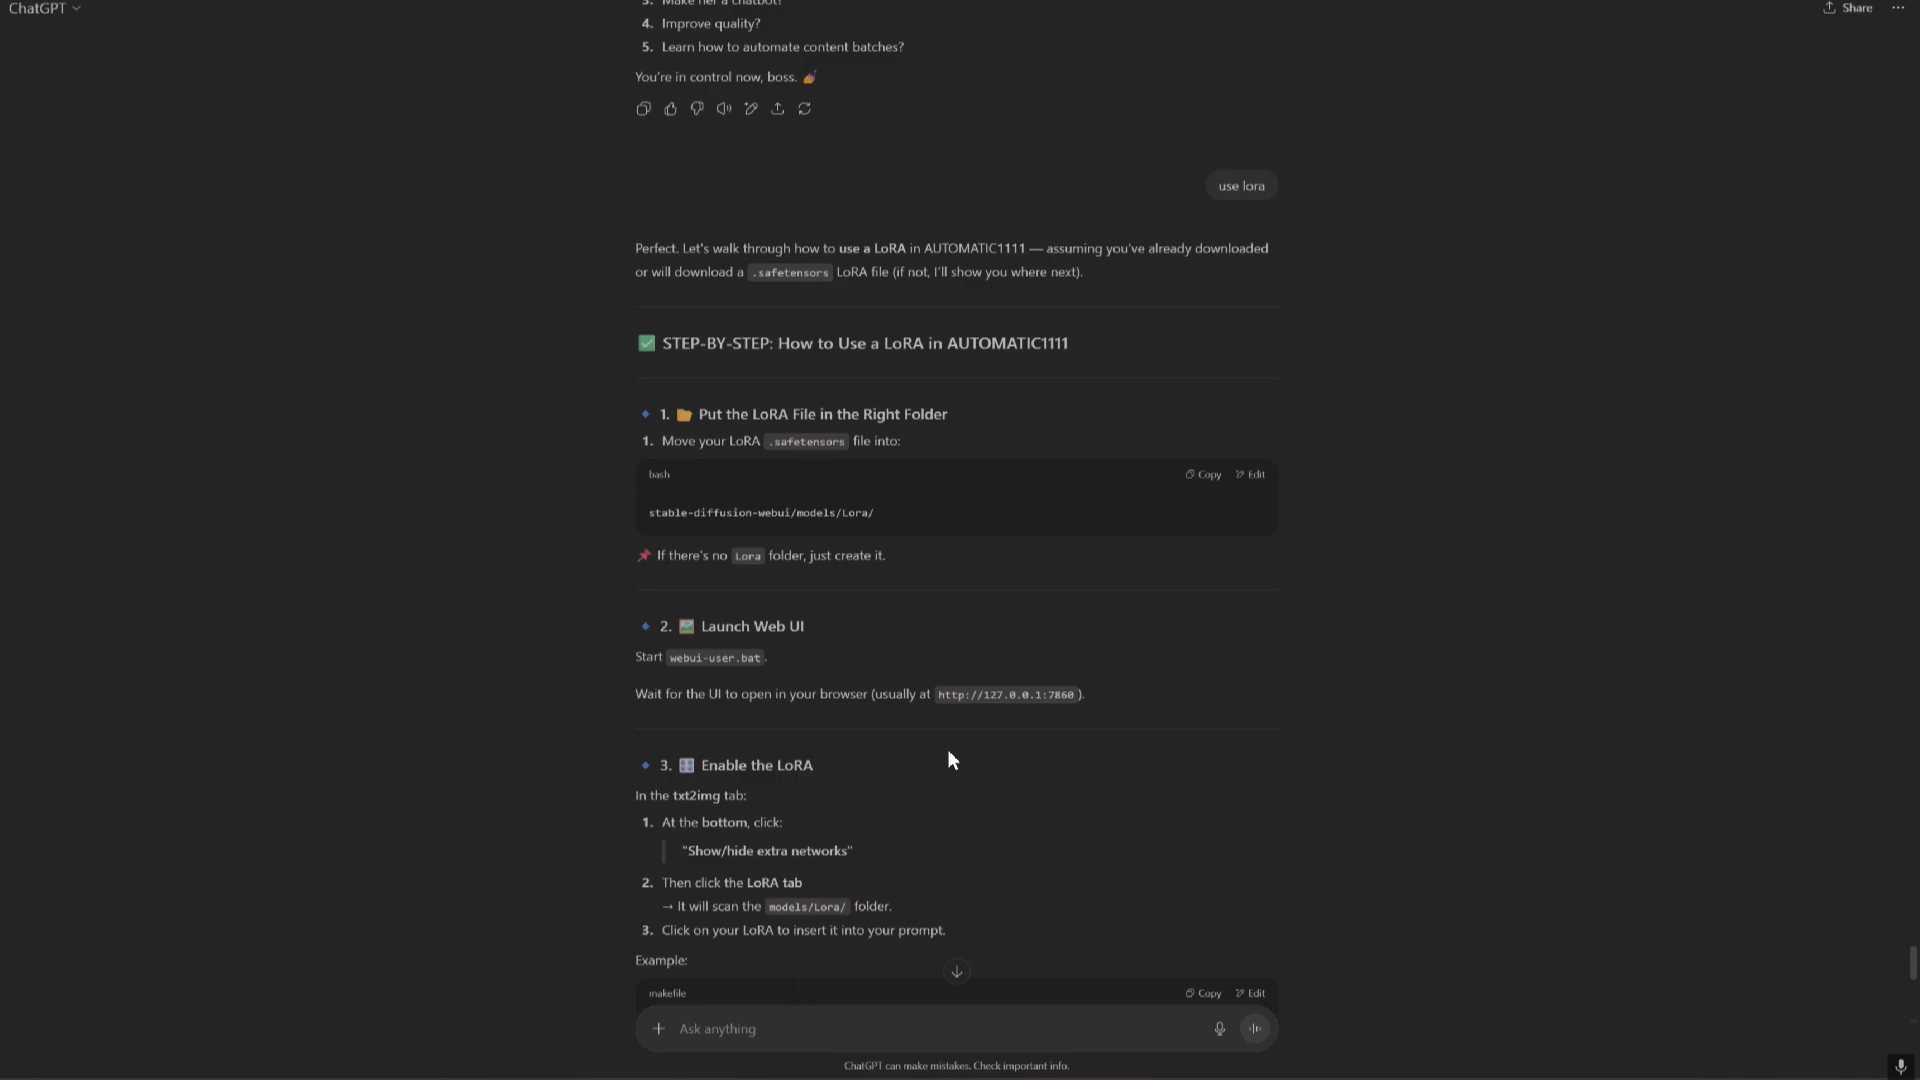 ChatGPT
Share
3. Make her a chatbot?
4. Improve quality?
5. Learn how to automate content batches?
You're in control now, boss.
use lora
Perfect. Let's walk through how to use a LoRA in AUTOMATIC1111 — assuming you've already downloaded
or will download a .safetensors LoRA file (if not, I'll show you where next).
STEP-BY-STEP: How to Use a LoRA in AUTOMATIC1111
1. Put the LoRA File in the Right Folder
1. Move your LoRA .safetensors file into:
bash
Copy
Edit
stable-diffusion-webui/models/Lora/
If there's no Lora folder, just create it.
2. Launch Web UI
Start webui-user.bat.
Wait for the UI to open in your browser (usually at http://127.0.0.1:7860).
3. Enable the LoRA
In the txt2img tab:
1. At the bottom, click:
"Show/hide extra networks"
2. Then click the LoRA tab
→ It will scan the models/Lora/ folder.
3. Click on your LoRA to insert it into your prompt.
Example:
makefile
Copy
Edit
Ask anything
ChatGPT can make mistakes. Check important info.